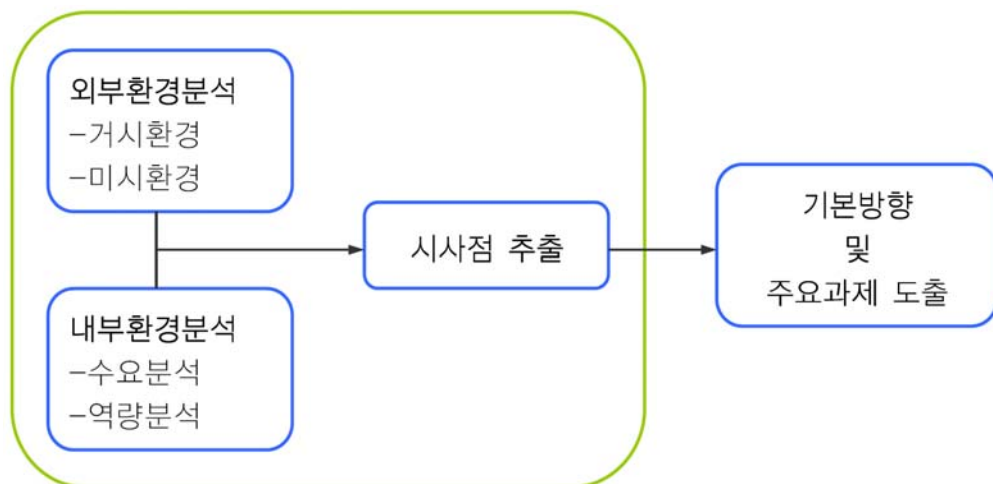 외부환경분석
-거시환경
-미시환경
시사점 추출
기본방향
및
주요과제 도출
내부환경분석
-수요분석
-역량분석